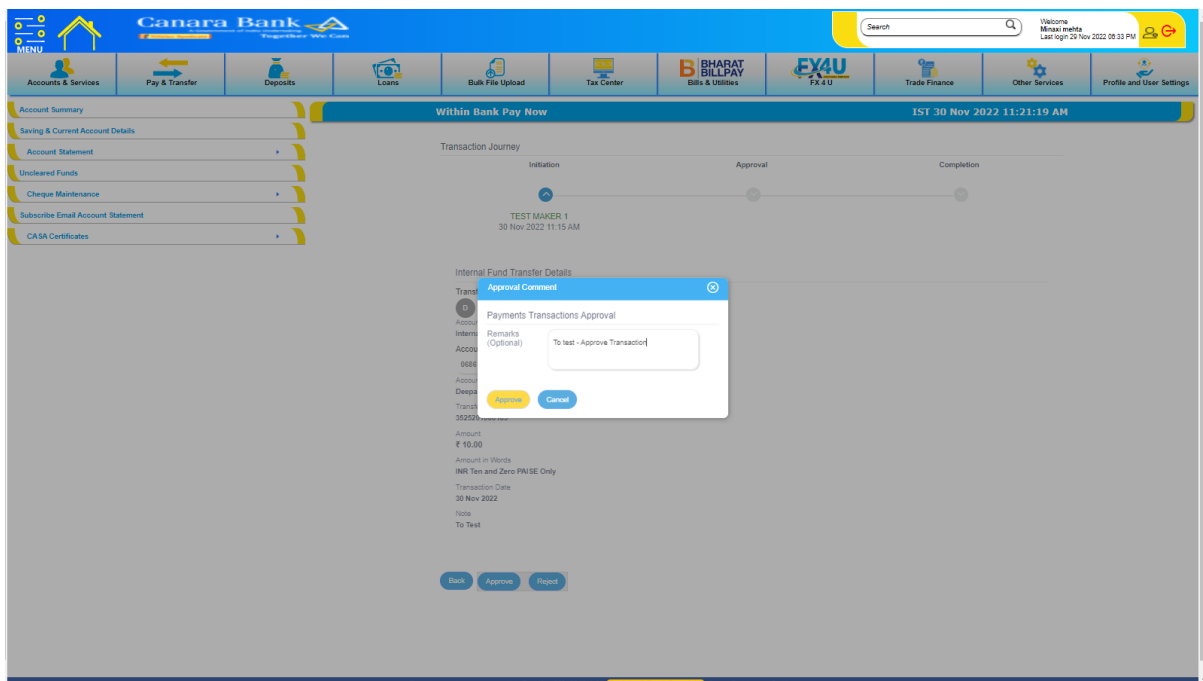 MENU
Canara Bank
Together We Can
Search
Welcome
Minaxi mehta
Last login 29 Nov 2022 06:33 PM
Accounts & Services
Pay & Transfer
Deposits
Loans
Bulk File Upload
Tax Center
B BHARAT BILLPAY
Bills & Utilities
FX4U
FX 4 U
Trade Finance
Other Services
Profile and User Settings
Account Summary
Saving & Current Account Details
Account Statement
Uncleared Funds
Cheque Maintenance
Subscribe Email Account Statement
CASA Certificates
Within Bank Pay Now
IST 30 Nov 2022 11:21:19 AM
Transaction Journey
Initiation Approval Completion
TEST MAKER 1
30 Nov 2022 11:15 AM
Internal Fund Transfer Details
Approval Comment
Payments Transactions Approval
Remarks
(Optional)
To test - Approve Transaction
Approve Cancel
D
Amount
₹ 10.00
Amount in Words
INR Ten and Zero PAISE Only
Transaction Date
30 Nov 2022
Note
To Test
Back Approve Reject